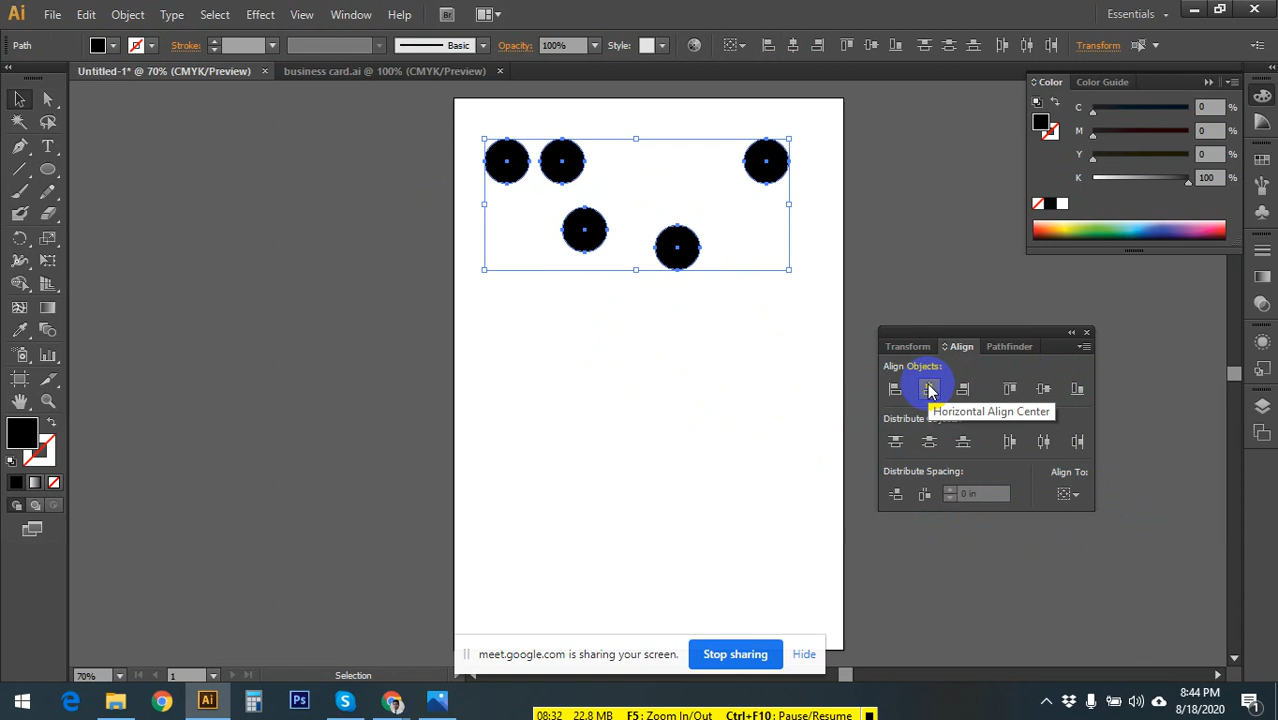 Ai File Edit Object Type Select Effect View Window Help Br Essentials
Path Stroke: Basic Opacity: 100% Style: Transform
Untitled-1* @ 70% (CMYK/Preview) × business card.ai @ 100% (CMYK/Preview) ×
Color Color Guide
C 0 %
M 0 %
Y 0 %
K 100 %
Transform Align Pathfinder
Align Objects:
Horizontal Align Center
Distribute
Distribute Spacing: Align To:
0 in
meet.google.com is sharing your screen. Stop sharing Hide
70% 1 Selection
Ai Ps
8:44 PM
8/18/2020
08:32 22.8 MB F5: Zoom In/Out Ctrl+F10: Pause/Resume